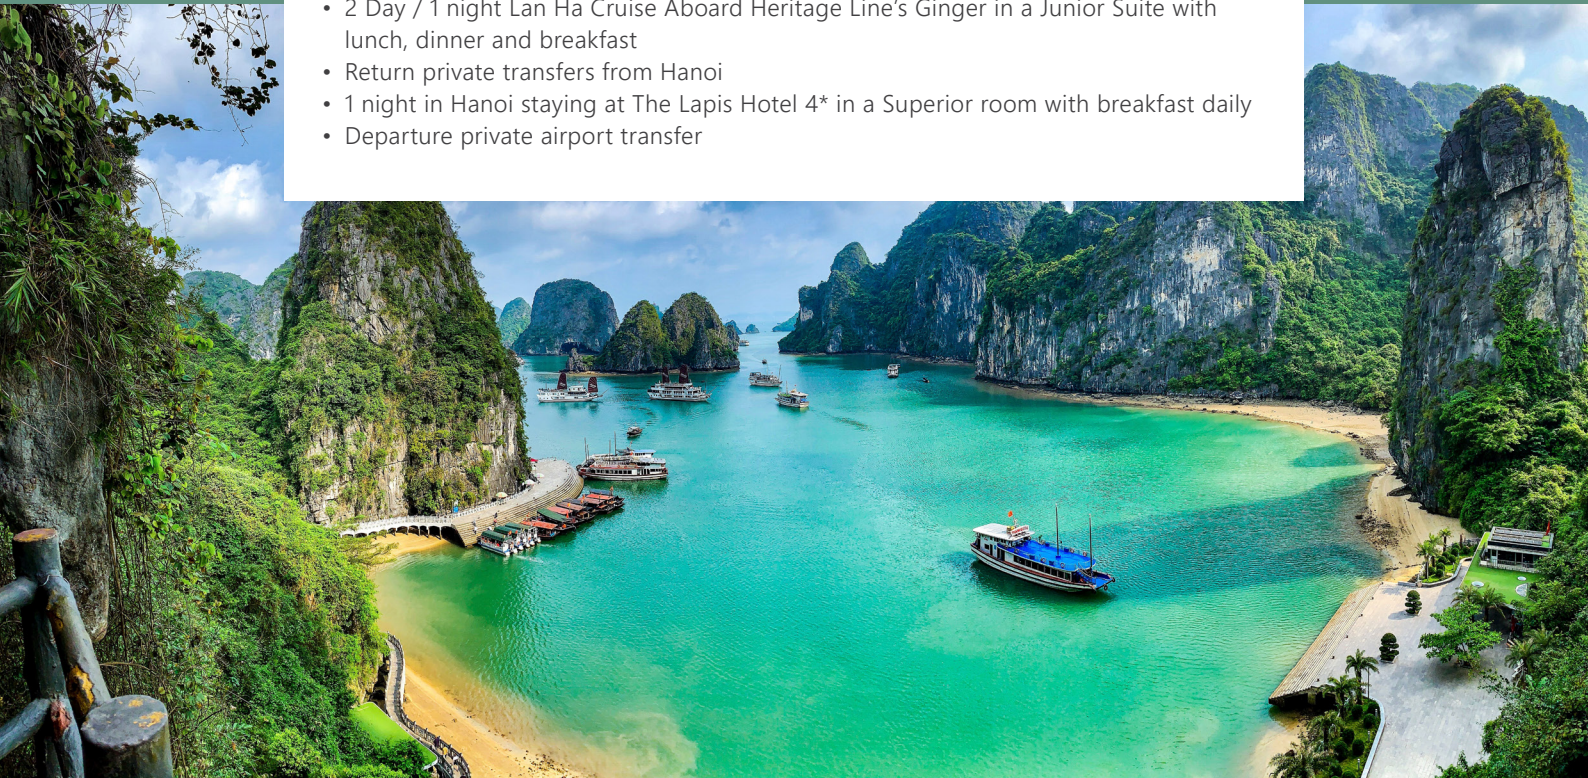 • 2 Day / 1 night Lan Ha Cruise Aboard Heritage Line's Ginger in a Junior Suite with
lunch, dinner and breakfast
• Return private transfers from Hanoi
• 1 night in Hanoi staying at The Lapis Hotel 4* in a Superior room with breakfast daily
• Departure private airport transfer